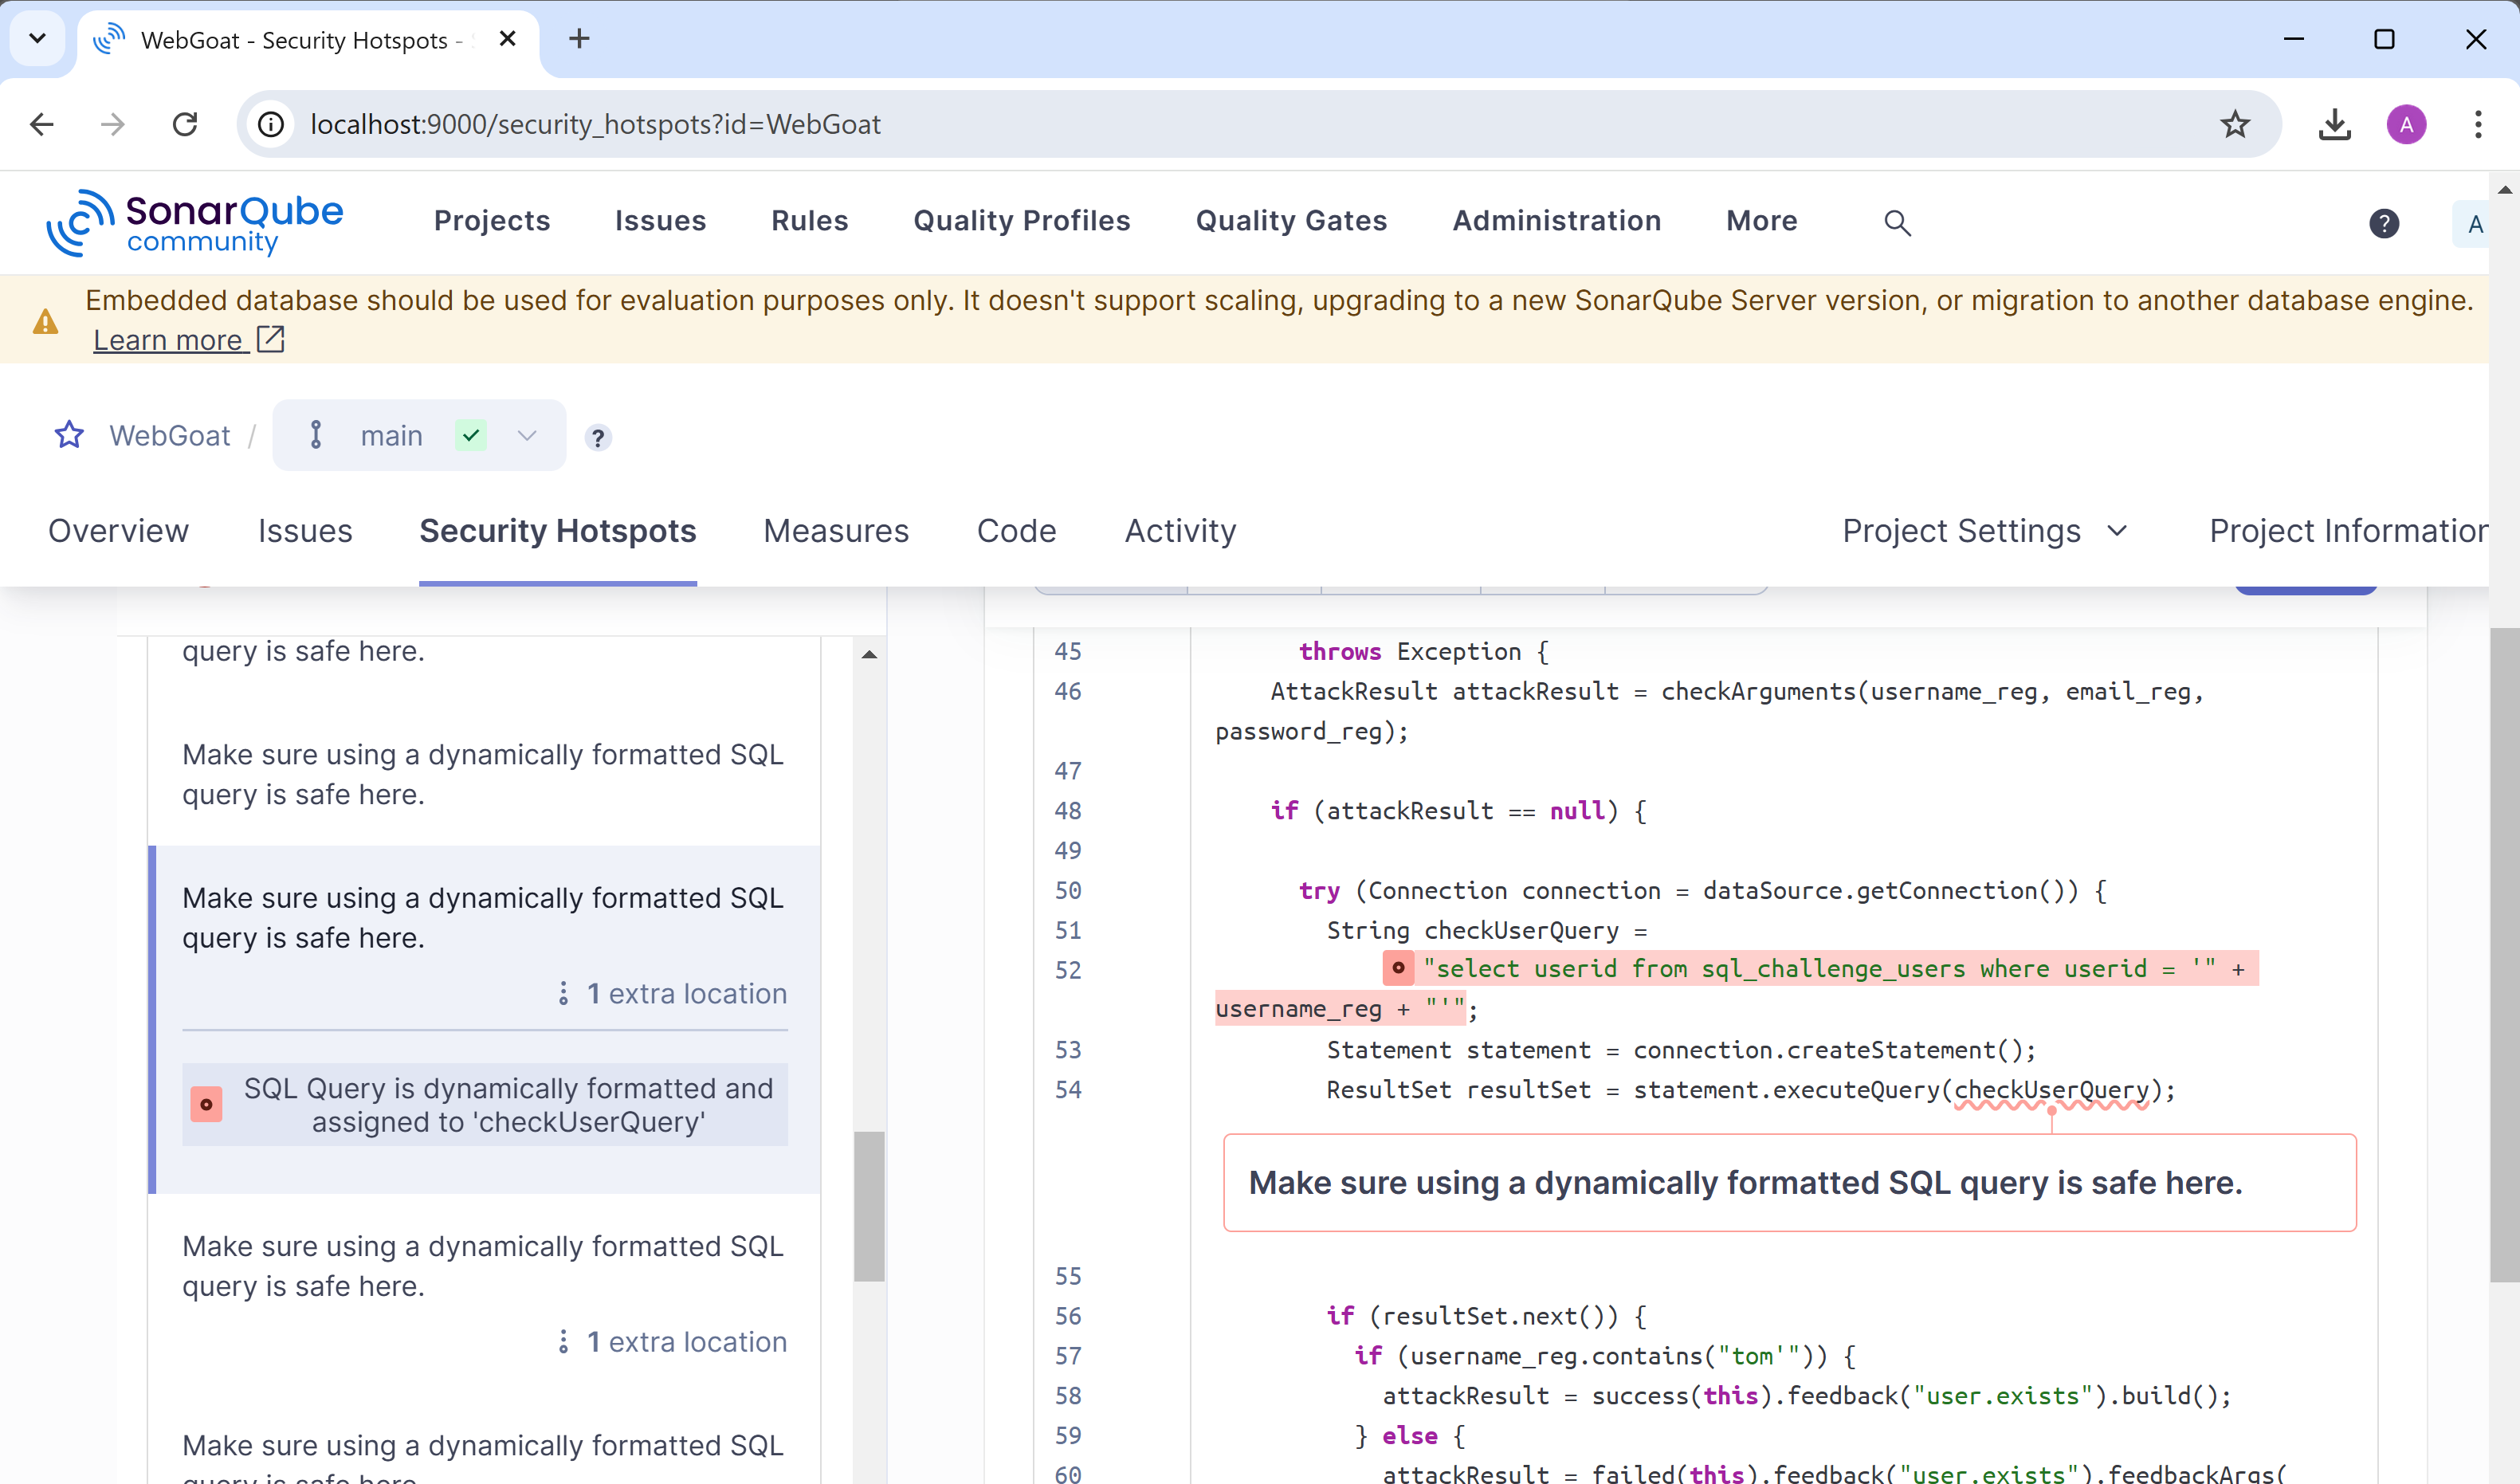 WebGoat - Security Hotspots -
localhost:9000/security_hotspots?id=WebGoat
A
SonarQube
community
Projects
Issues
Rules
Quality Profiles
Quality Gates
Administration
More
?
A
Embedded database should be used for evaluation purposes only. It doesn't support scaling, upgrading to a new SonarQube Server version, or migration to another database engine.
Learn more
WebGoat / main
?
Overview
Issues
Security Hotspots
Measures
Code
Activity
Project Settings
Project Information
query is safe here.
Make sure using a dynamically formatted SQL
query is safe here.
Make sure using a dynamically formatted SQL
query is safe here.
1 extra location
SQL Query is dynamically formatted and
assigned to 'checkUserQuery'
Make sure using a dynamically formatted SQL
query is safe here.
1 extra location
Make sure using a dynamically formatted SQL
query is safe here.
45 throws Exception {
46 AttackResult attackResult = checkArguments(username_reg, email_reg,
password_reg);
47
48 if (attackResult == null) {
49
50 try (Connection connection = dataSource.getConnection()) {
51 String checkUserQuery =
52 "select userid from sql_challenge_users where userid = '" +
username_reg + "'";
53 Statement statement = connection.createStatement();
54 ResultSet resultSet = statement.executeQuery(checkUserQuery);
Make sure using a dynamically formatted SQL query is safe here.
55
56 if (resultSet.next()) {
57 if (username_reg.contains("tom'")) {
58 attackResult = success(this).feedback("user.exists").build();
59 } else {
60 attackResult = failed(this).feedback("user.exists").feedbackArgs(